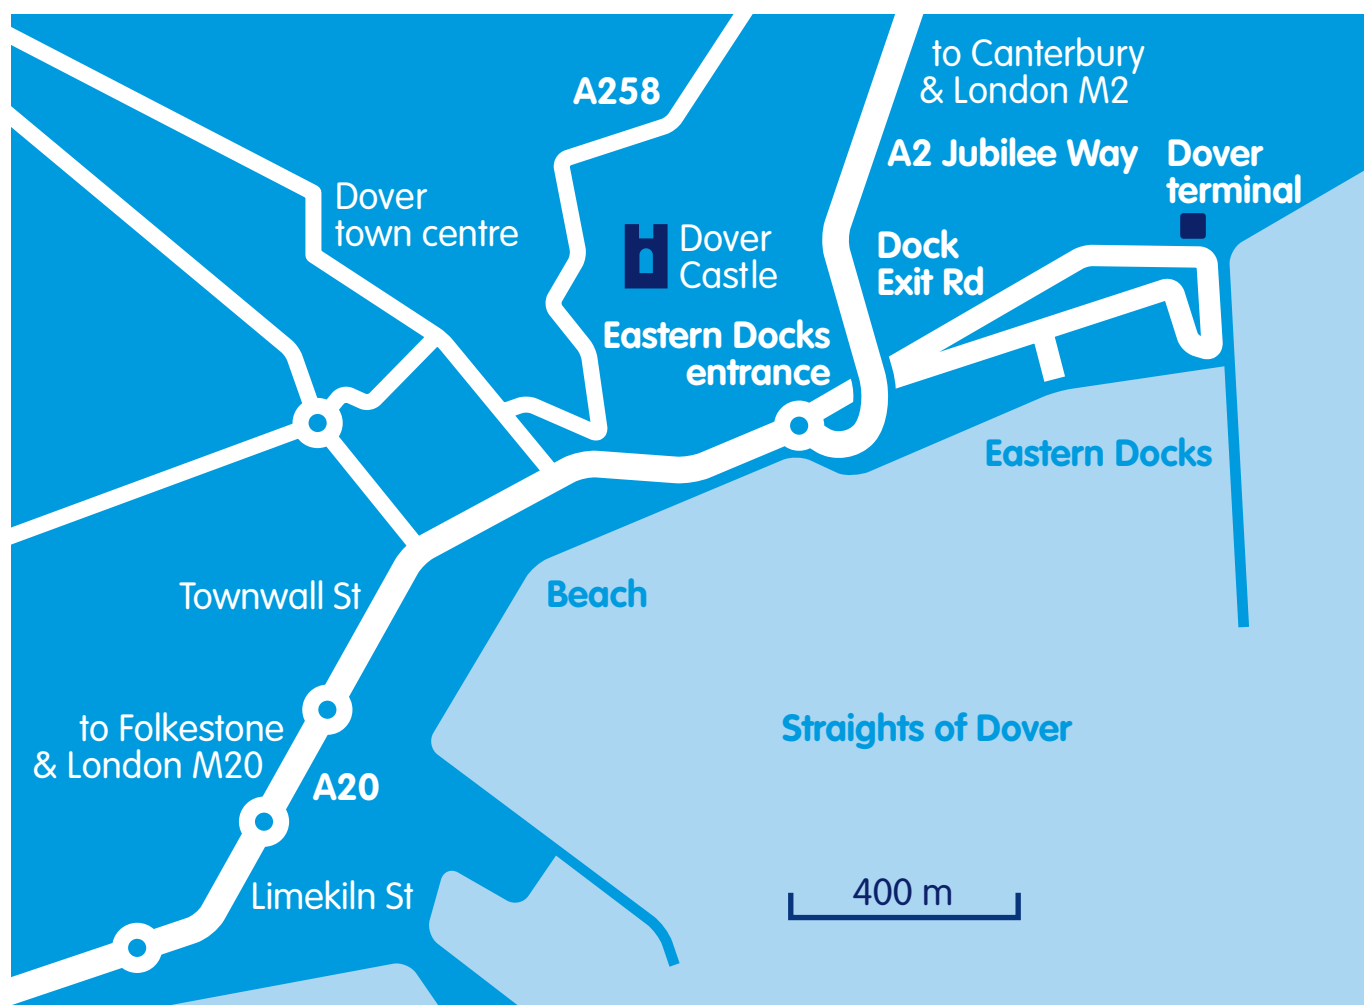 to Canterbury
& London M2
A258
A2 Jubilee Way
Dover
terminal
Dover
town centre
Dover
Castle
Dock
Exit Rd
Eastern Docks
entrance
Eastern Docks
Townwall St
Beach
to Folkestone
& London M20
Straights of Dover
A20
Limekiln St
400 m